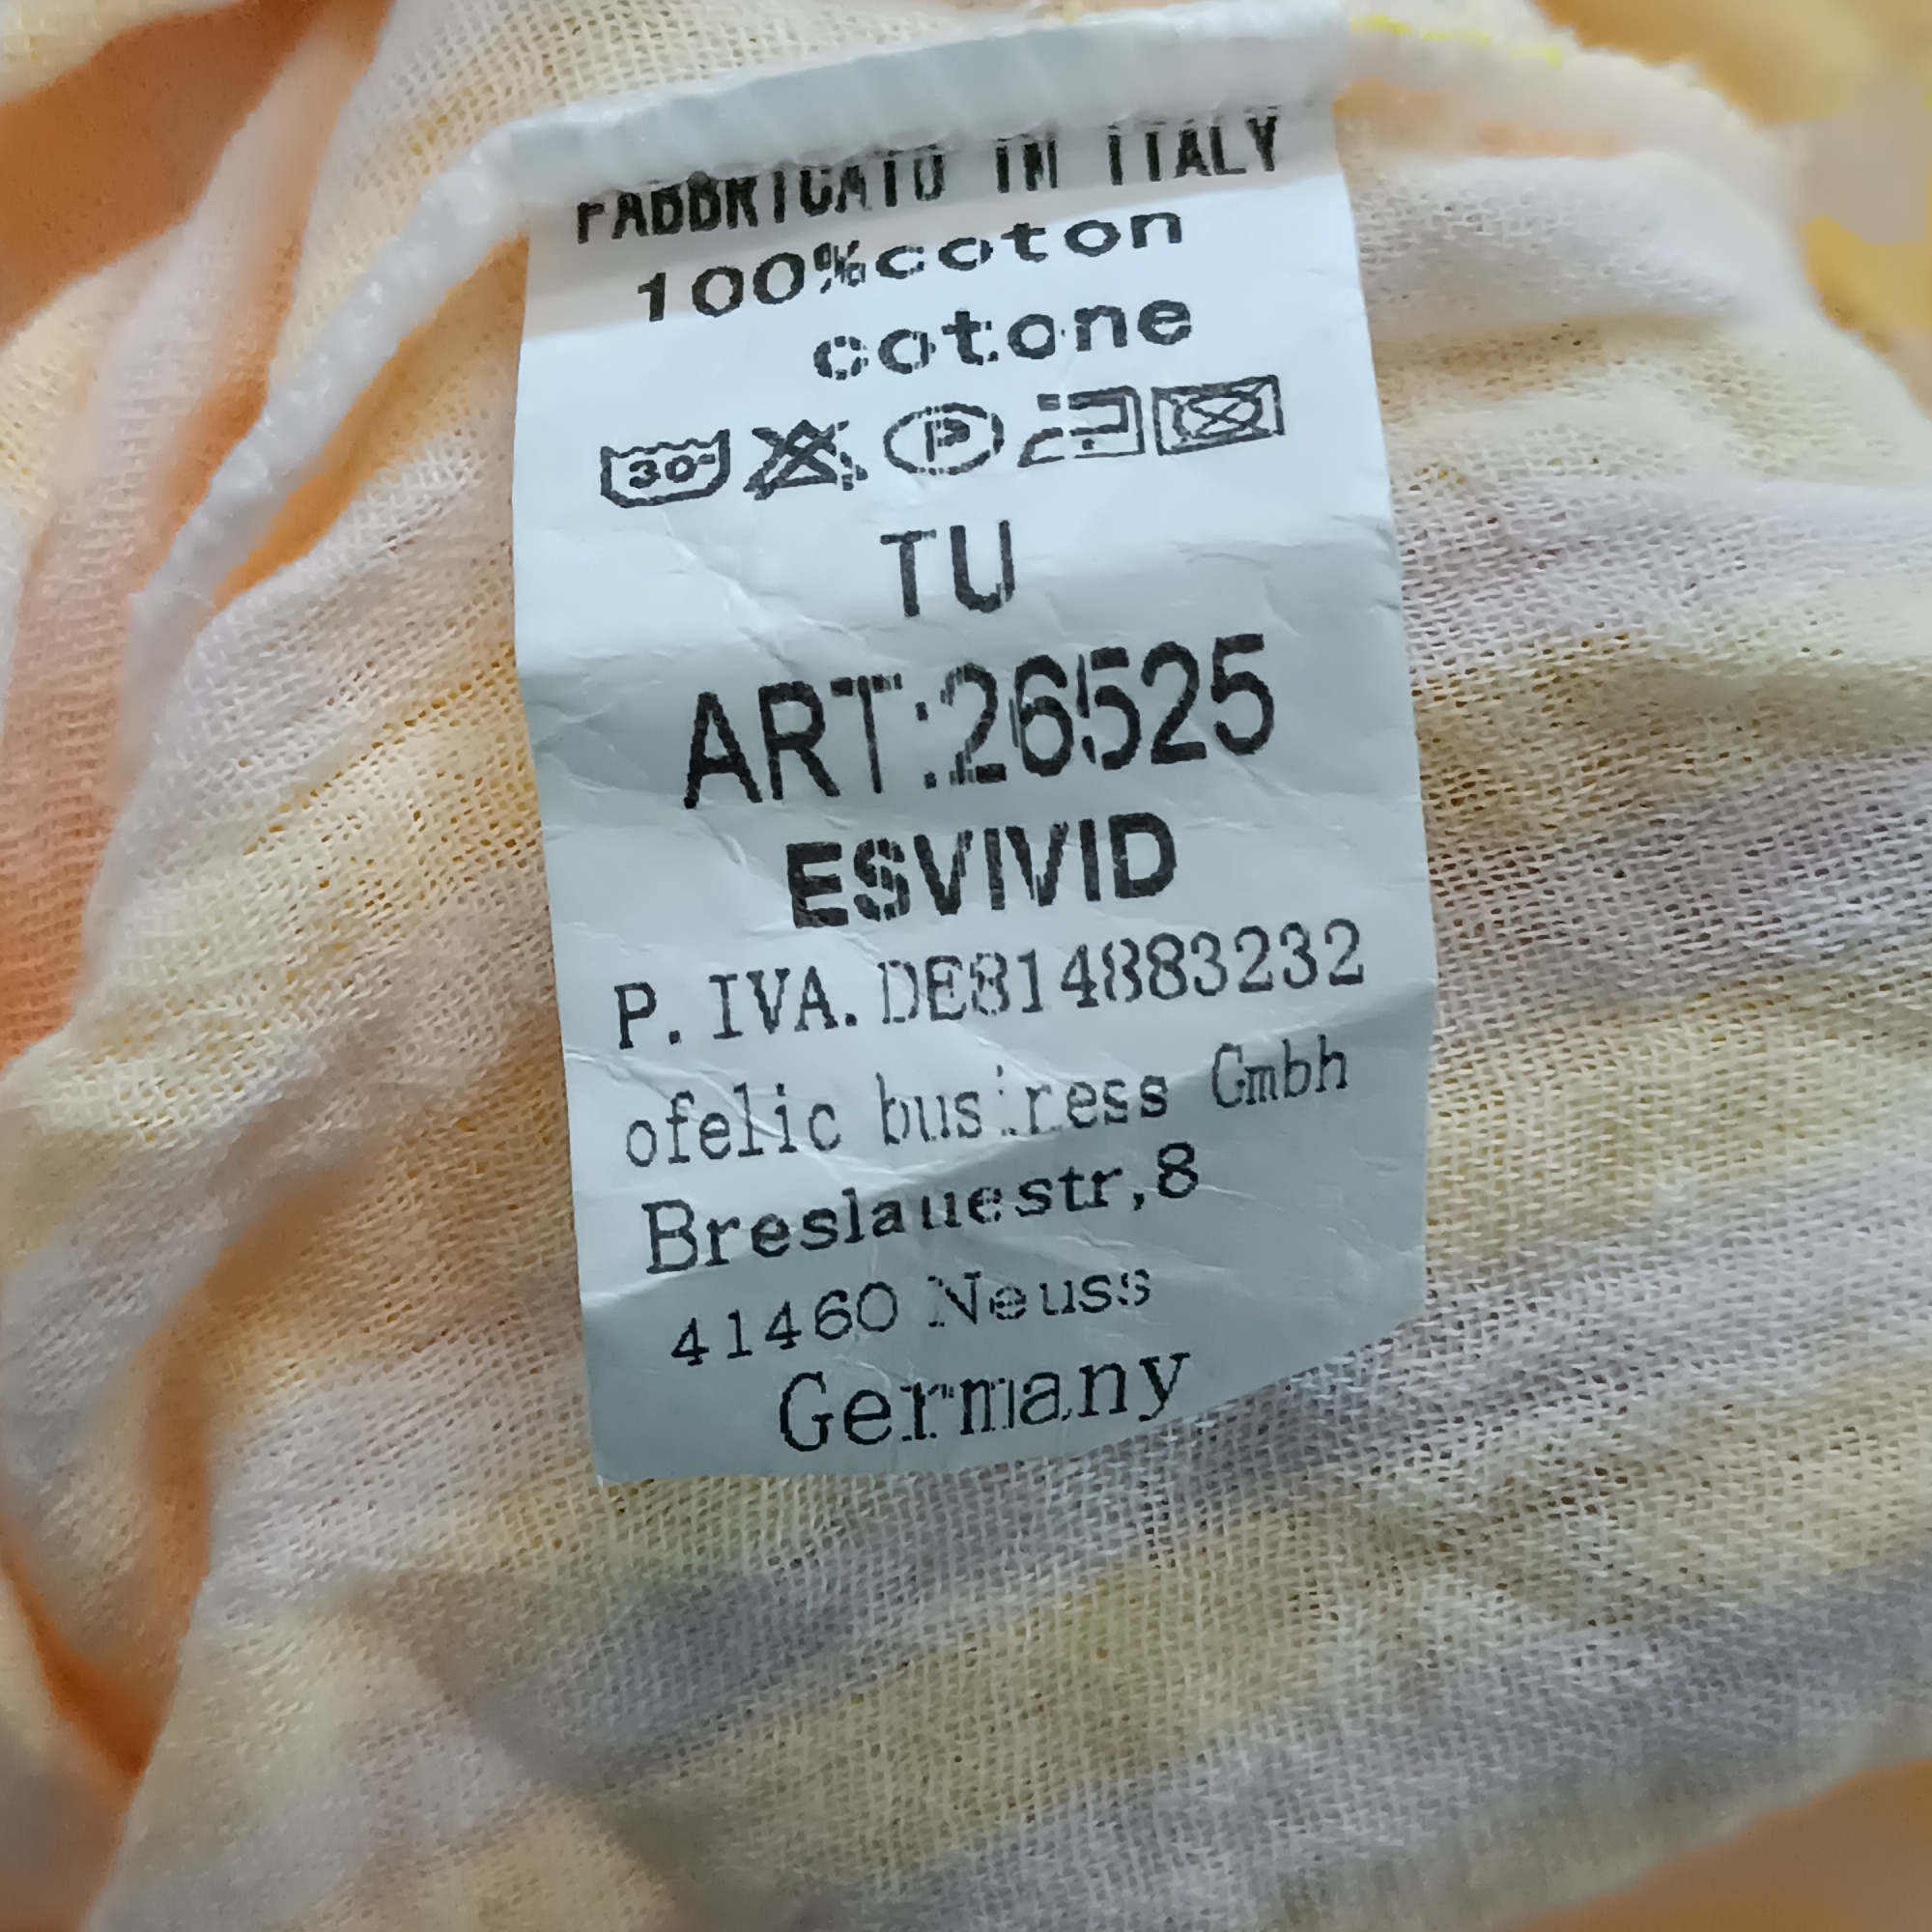 FABBRICATO IN ITALY
100%coton
cotone
30°
P
TU
ART:26525
ESVIVID
P.IVA.DE814883232
ofelic business Gmbh
Breslauestr,8
41460 Neuss
Germany